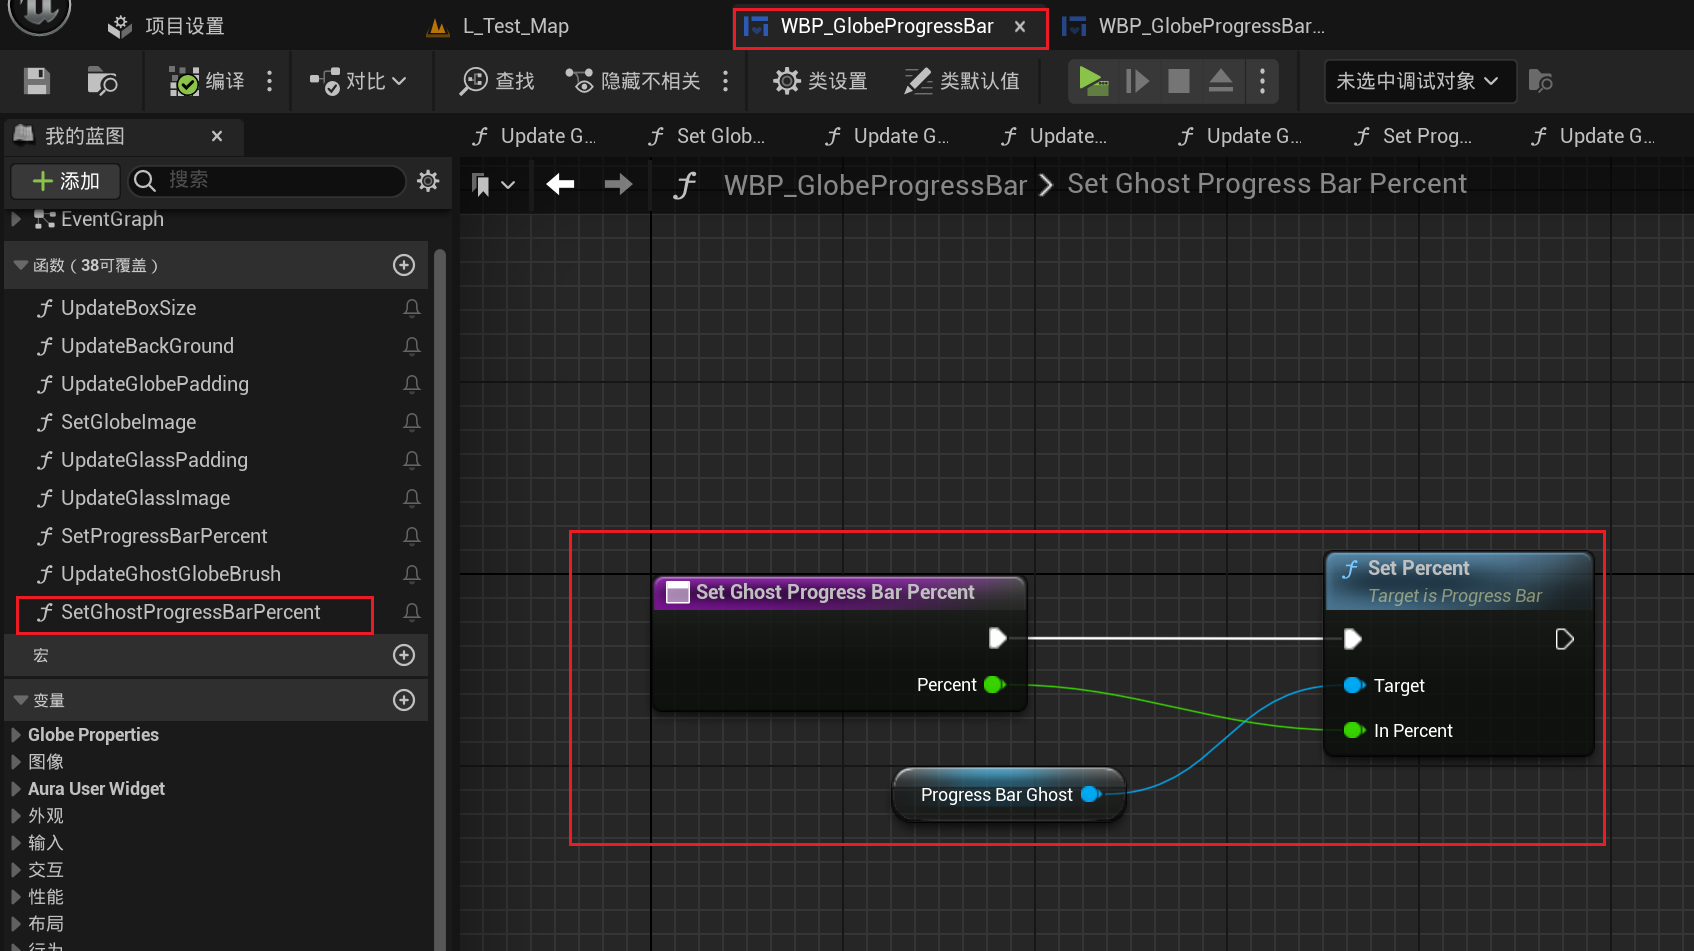 项目设置
L_Test_Map
WBP_GlobeProgressBar
WBP_GlobeProgressBar...
编译
对比
查找
隐藏不相关
类设置
类默认值
未选中调试对象
我的蓝图
Update G...
Set Glob...
Update G...
Update...
Update G...
Set Prog...
Update G...
添加
搜索
WBP_GlobeProgressBar > Set Ghost Progress Bar Percent
EventGraph
函数（38可覆盖）
UpdateBoxSize
UpdateBackGround
UpdateGlobePadding
SetGlobeImage
UpdateGlassPadding
UpdateGlassImage
SetProgressBarPercent
UpdateGhostGlobeBrush
SetGhostProgressBarPercent
宏
变量
Globe Properties
图像
Aura User Widget
外观
输入
交互
性能
布局
行为
Set Ghost Progress Bar Percent
Percent
Progress Bar Ghost
Set Percent
Target is Progress Bar
Target
In Percent